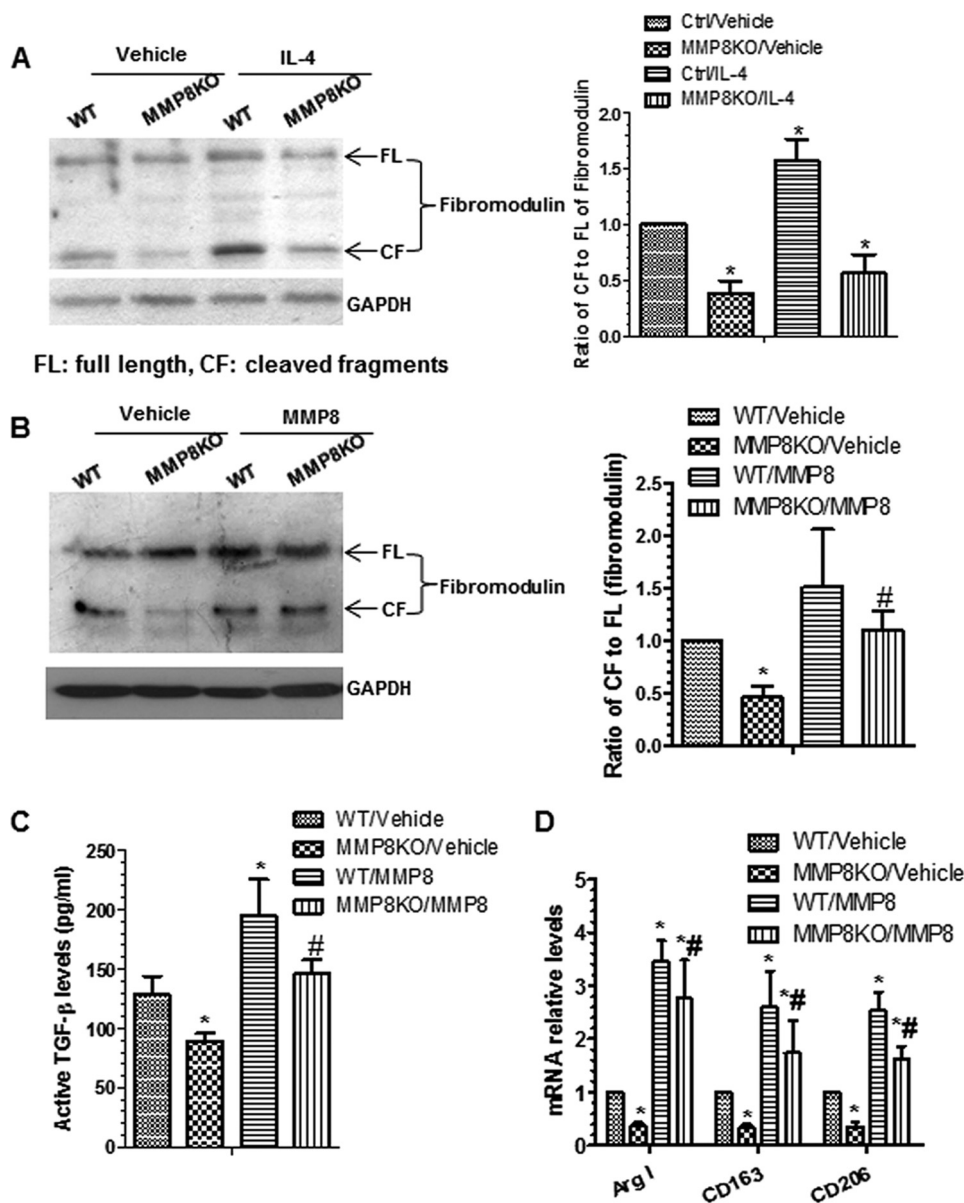 A
Vehicle IL-4
WT MMP8KO WT MMP8KO
FL
Fibromodulin
CF
GAPDH
FL: full length, CF: cleaved fragments
Ctrl/Vehicle
MMP8KO/Vehicle
Ctrl/IL-4
MMP8KO/IL-4
Ratio of CF to FL of Fibromodulin
2.0
1.5
1.0
0.5
0.0
*
*
*
B
Vehicle MMP8
WT MMP8KO WT MMP8KO
FL
Fibromodulin
CF
GAPDH
WT/Vehicle
MMP8KO/Vehicle
WT/MMP8
MMP8KO/MMP8
Ratio of CF to FL (fibromodulin)
2.5
2.0
1.5
1.0
0.5
0.0
*
#
C
WT/Vehicle
MMP8KO/Vehicle
WT/MMP8
MMP8KO/MMP8
Active TGF-β levels (pg/ml)
250
200
150
100
50
0
*
*
#
D
WT/Vehicle
MMP8KO/Vehicle
WT/MMP8
MMP8KO/MMP8
mRNA relative levels
5
4
3
2
1
0
* * *#
* * *#
* * *#
Arg I CD163 CD206